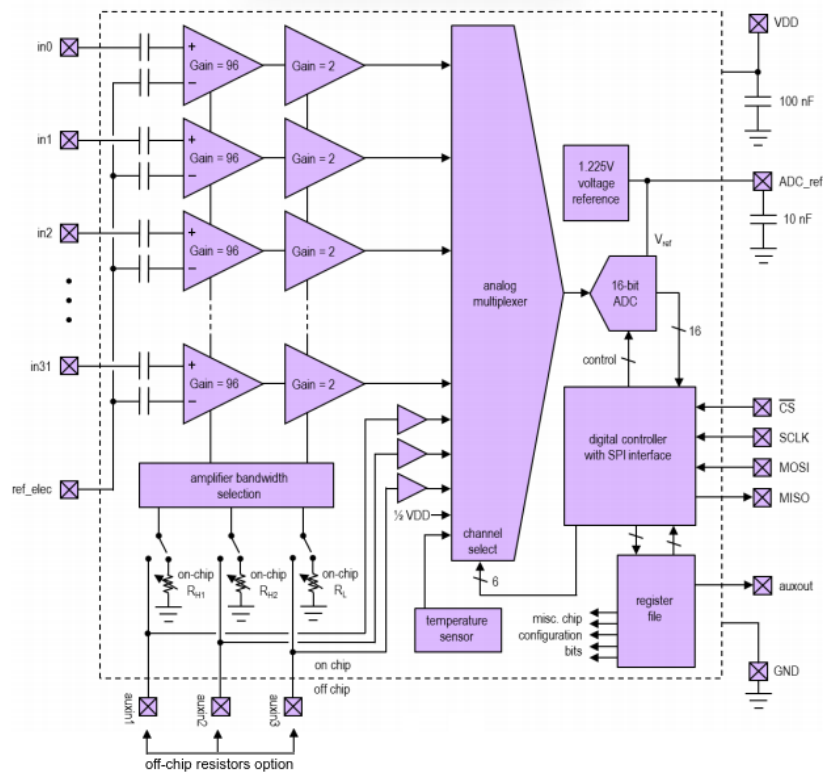 VDD
in0
+
−
Gain = 96
Gain = 2
100 nF
in1
+
−
Gain = 96
Gain = 2
1.225V
voltage
reference
ADC_ref
10 nF
in2
+
−
Gain = 96
Gain = 2
Vref
analog
multiplexer
16-bit
ADC
16
in31
+
−
Gain = 96
Gain = 2
control
CS
SCLK
MOSI
MISO
digital controller
with SPI interface
ref_elec
amplifier bandwidth
selection
½ VDD
channel
select
6
on-chip
RH1
on-chip
RH2
on-chip
RL
temperature
sensor
misc. chip
configuration
bits
register
file
auxout
on chip
off chip
GND
auxin1
auxin2
auxin3
off-chip resistors option